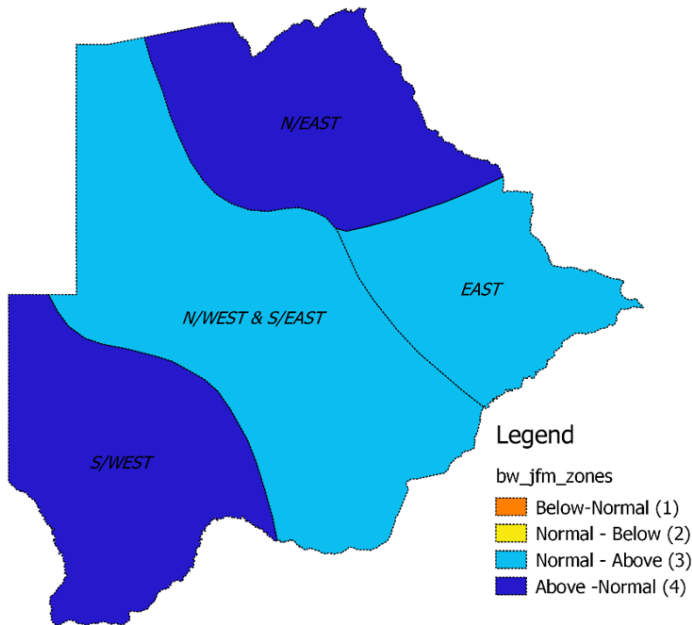 N/EAST
EAST
N/WEST & S/EAST
S/WEST
Legend
bw_jfm_zones
Below-Normal (1)
Normal - Below (2)
Normal - Above (3)
Above -Normal (4)